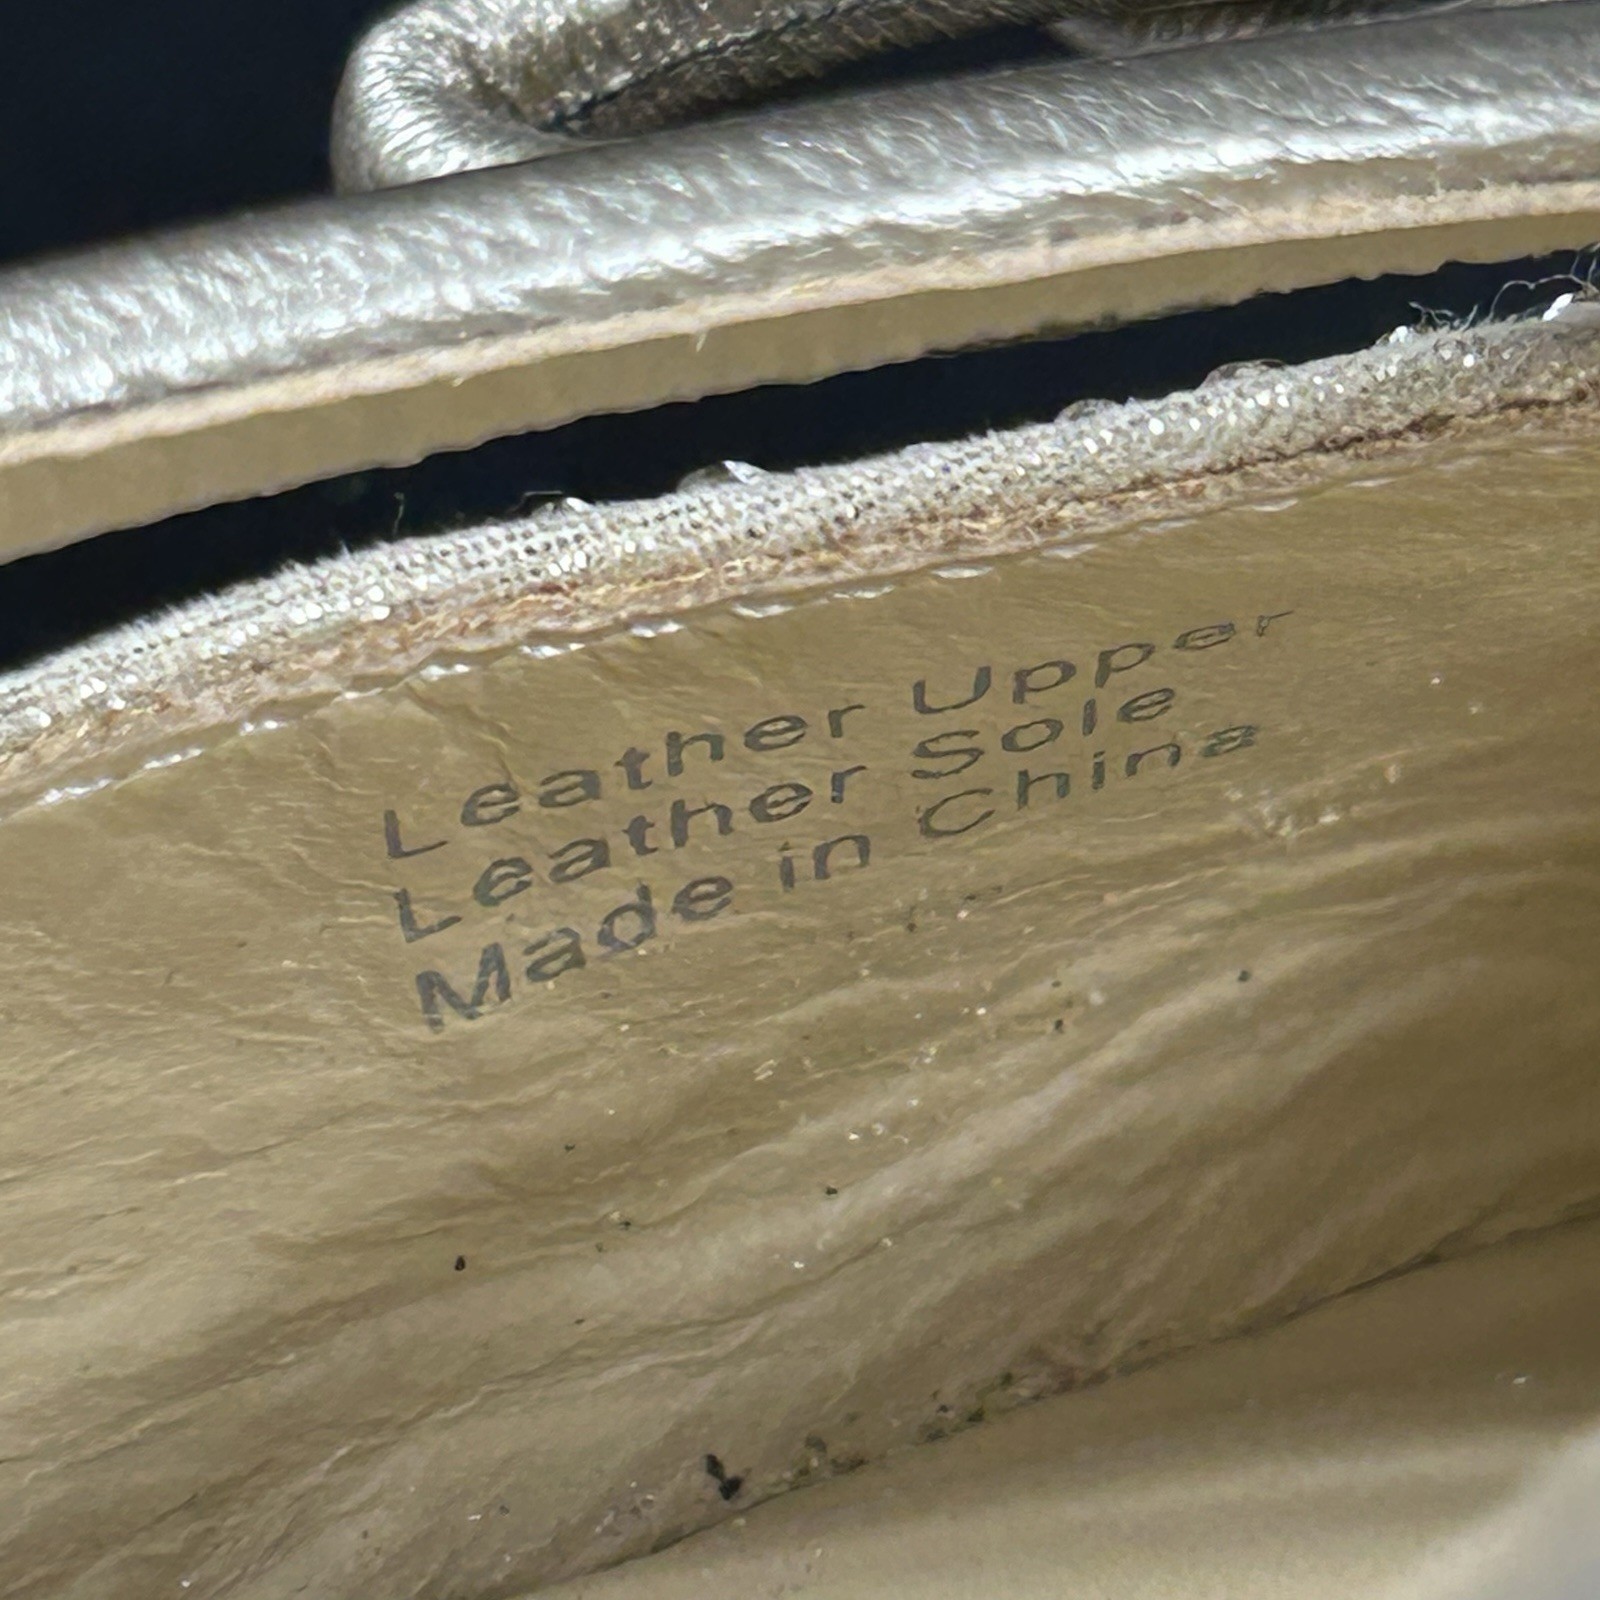 Leather Upper
Leather Sole
Made in China